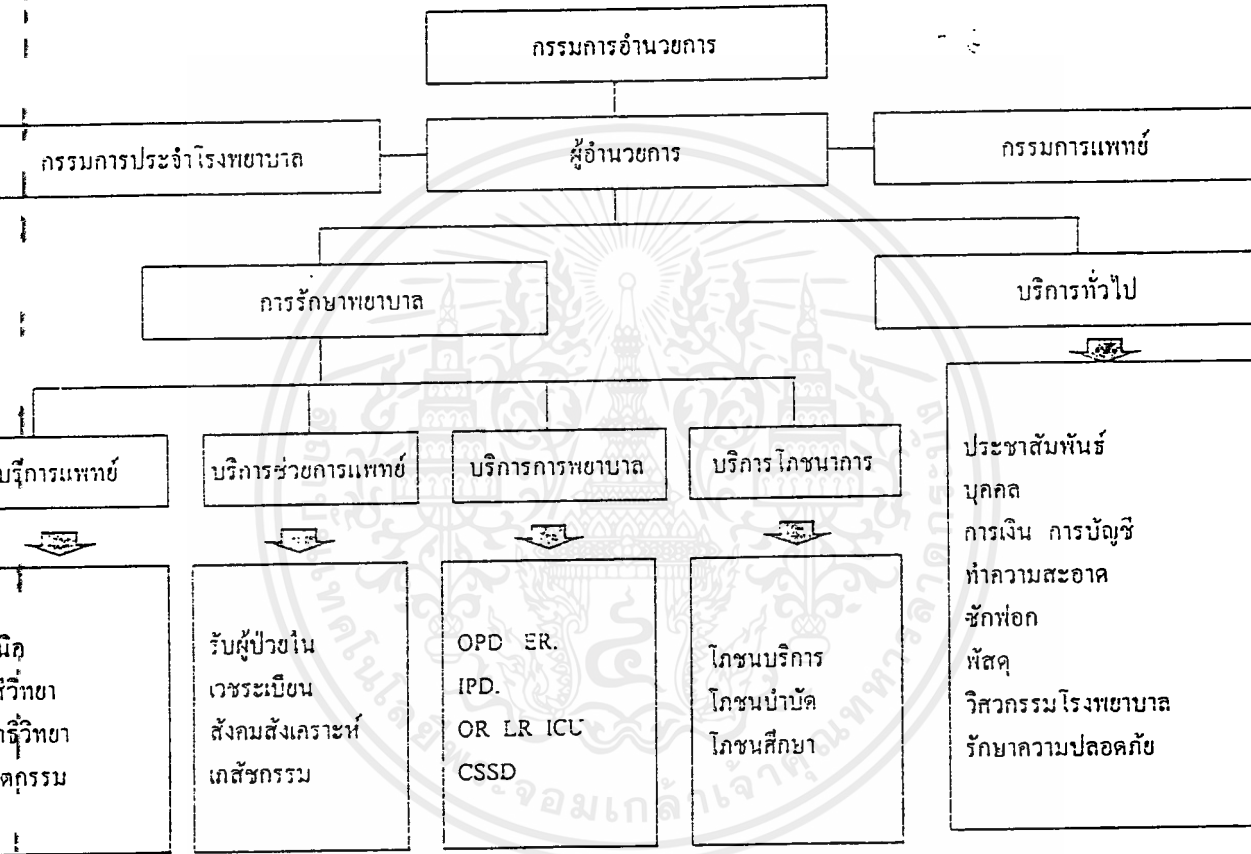 กรรมการอำนวยการ
กรรมการประจำโรงพยาบาล
ผู้อำนวยการ
กรรมการแพทย์
การรักษาพยาบาล
บริการทั่วไป
บริการแพทย์
บริการช่วยการแพทย์
บริการการพยาบาล
บริการโภชนาการ
รับผู้ป่วยใน
เวชระเบียน
สังคมสังเคราะห์
เภสัชกรรม
OPD ER.
IPD.
OR LR ICU
CSSD
โภชนบริการ
โภชนบำบัด
โภชนศึกษา
ประชาสัมพันธ์
บุคคล
การเงิน การบัญชี
ทำความสะอาด
ซักฟอก
พัสดุ
วิศวกรรมโรงพยาบาล
รักษาความปลอดภัย